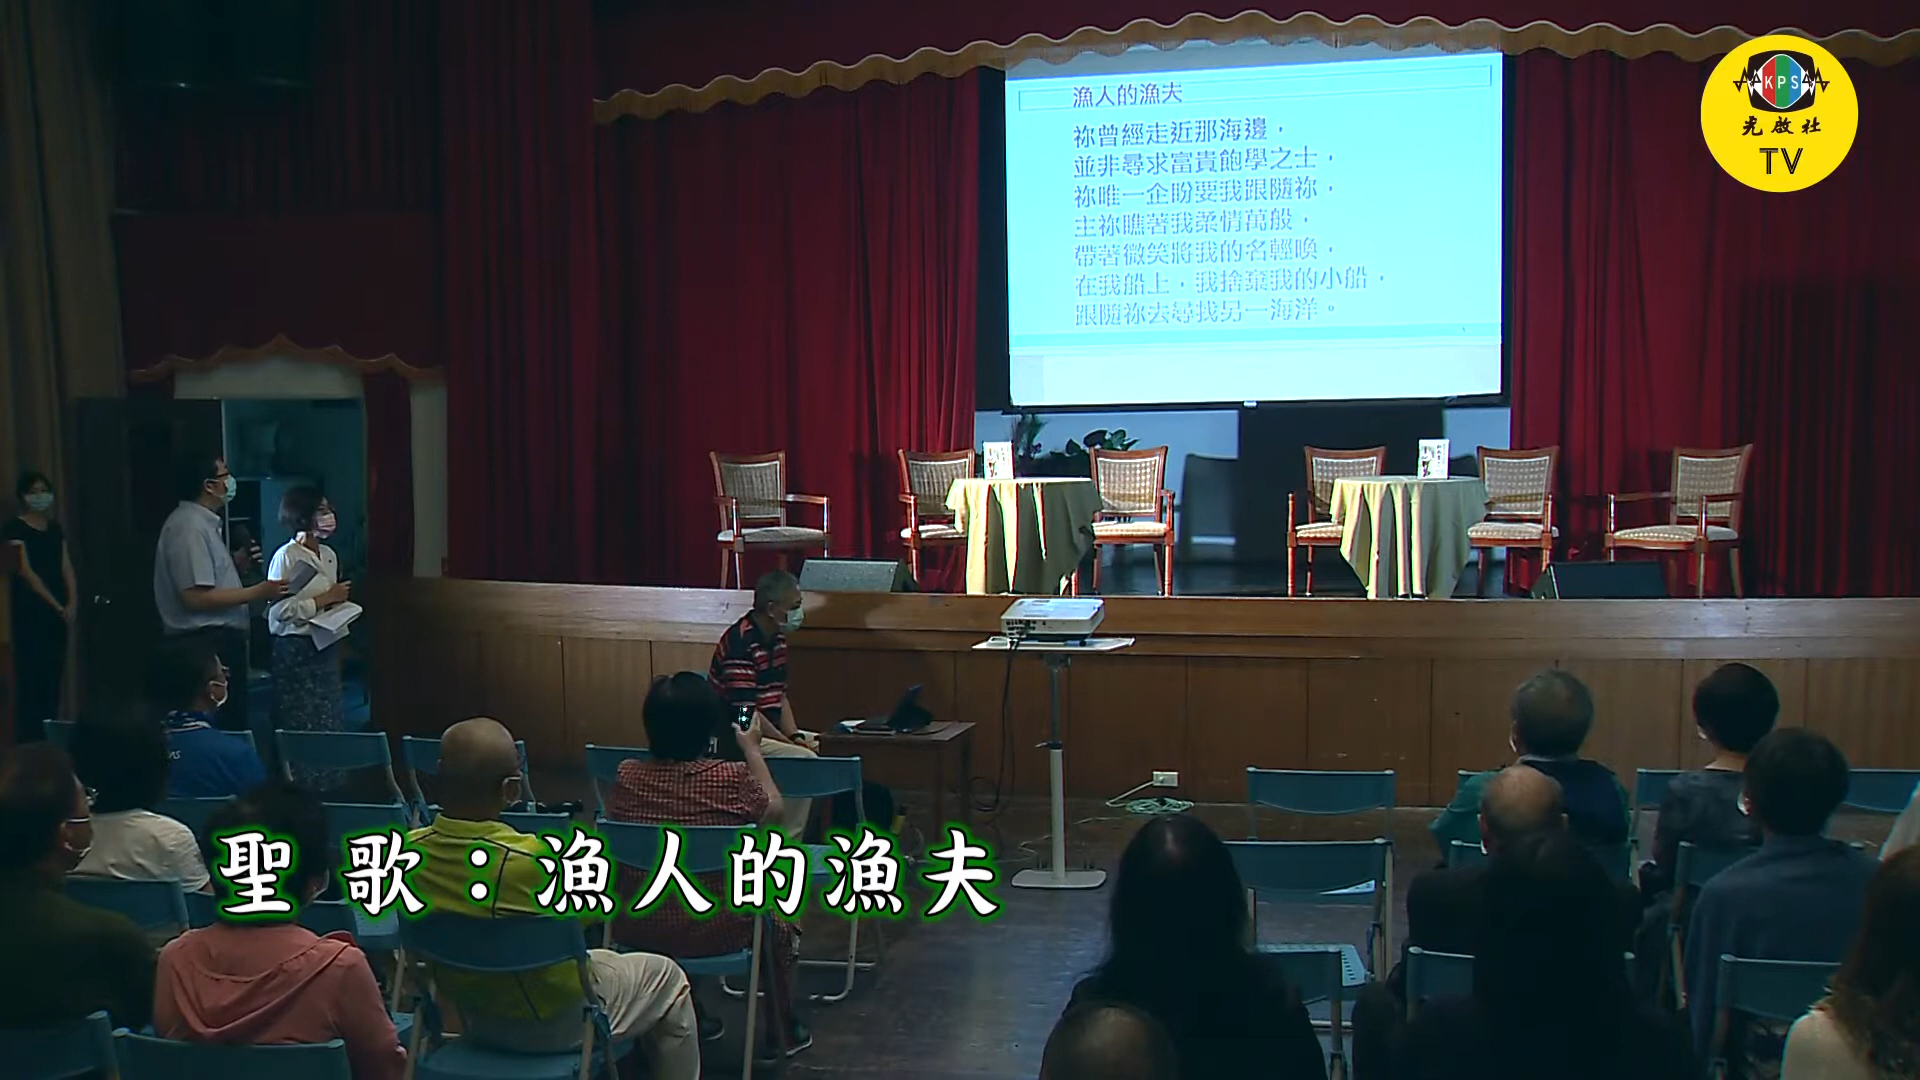 漁人的漁夫
祢曾經走近那海邊，
並非尋求富貴飽學之士，
祢唯一企盼要我跟隨祢，
主祢瞧著我柔情萬般，
帶著微笑將我的名輕喚，
在我船上，我捨棄我的小船，
跟隨祢去尋找另一海洋。
KPS
光啟社
TV
聖歌：漁人的漁夫